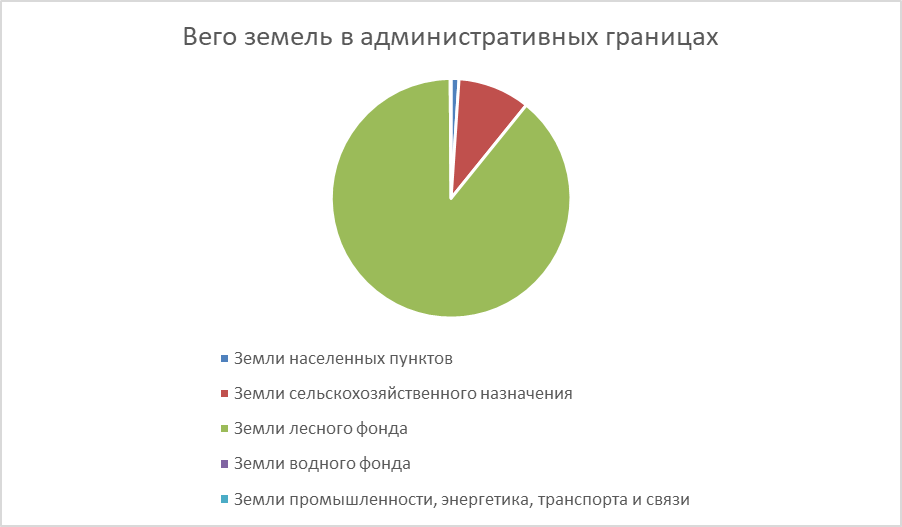 Вего земель в административных границах
Земли населенных пунктов
Земли сельскохозяйственного назначения
Земли лесного фонда
Земли водного фонда
Земли промышленности, энергетика, транспорта и связи